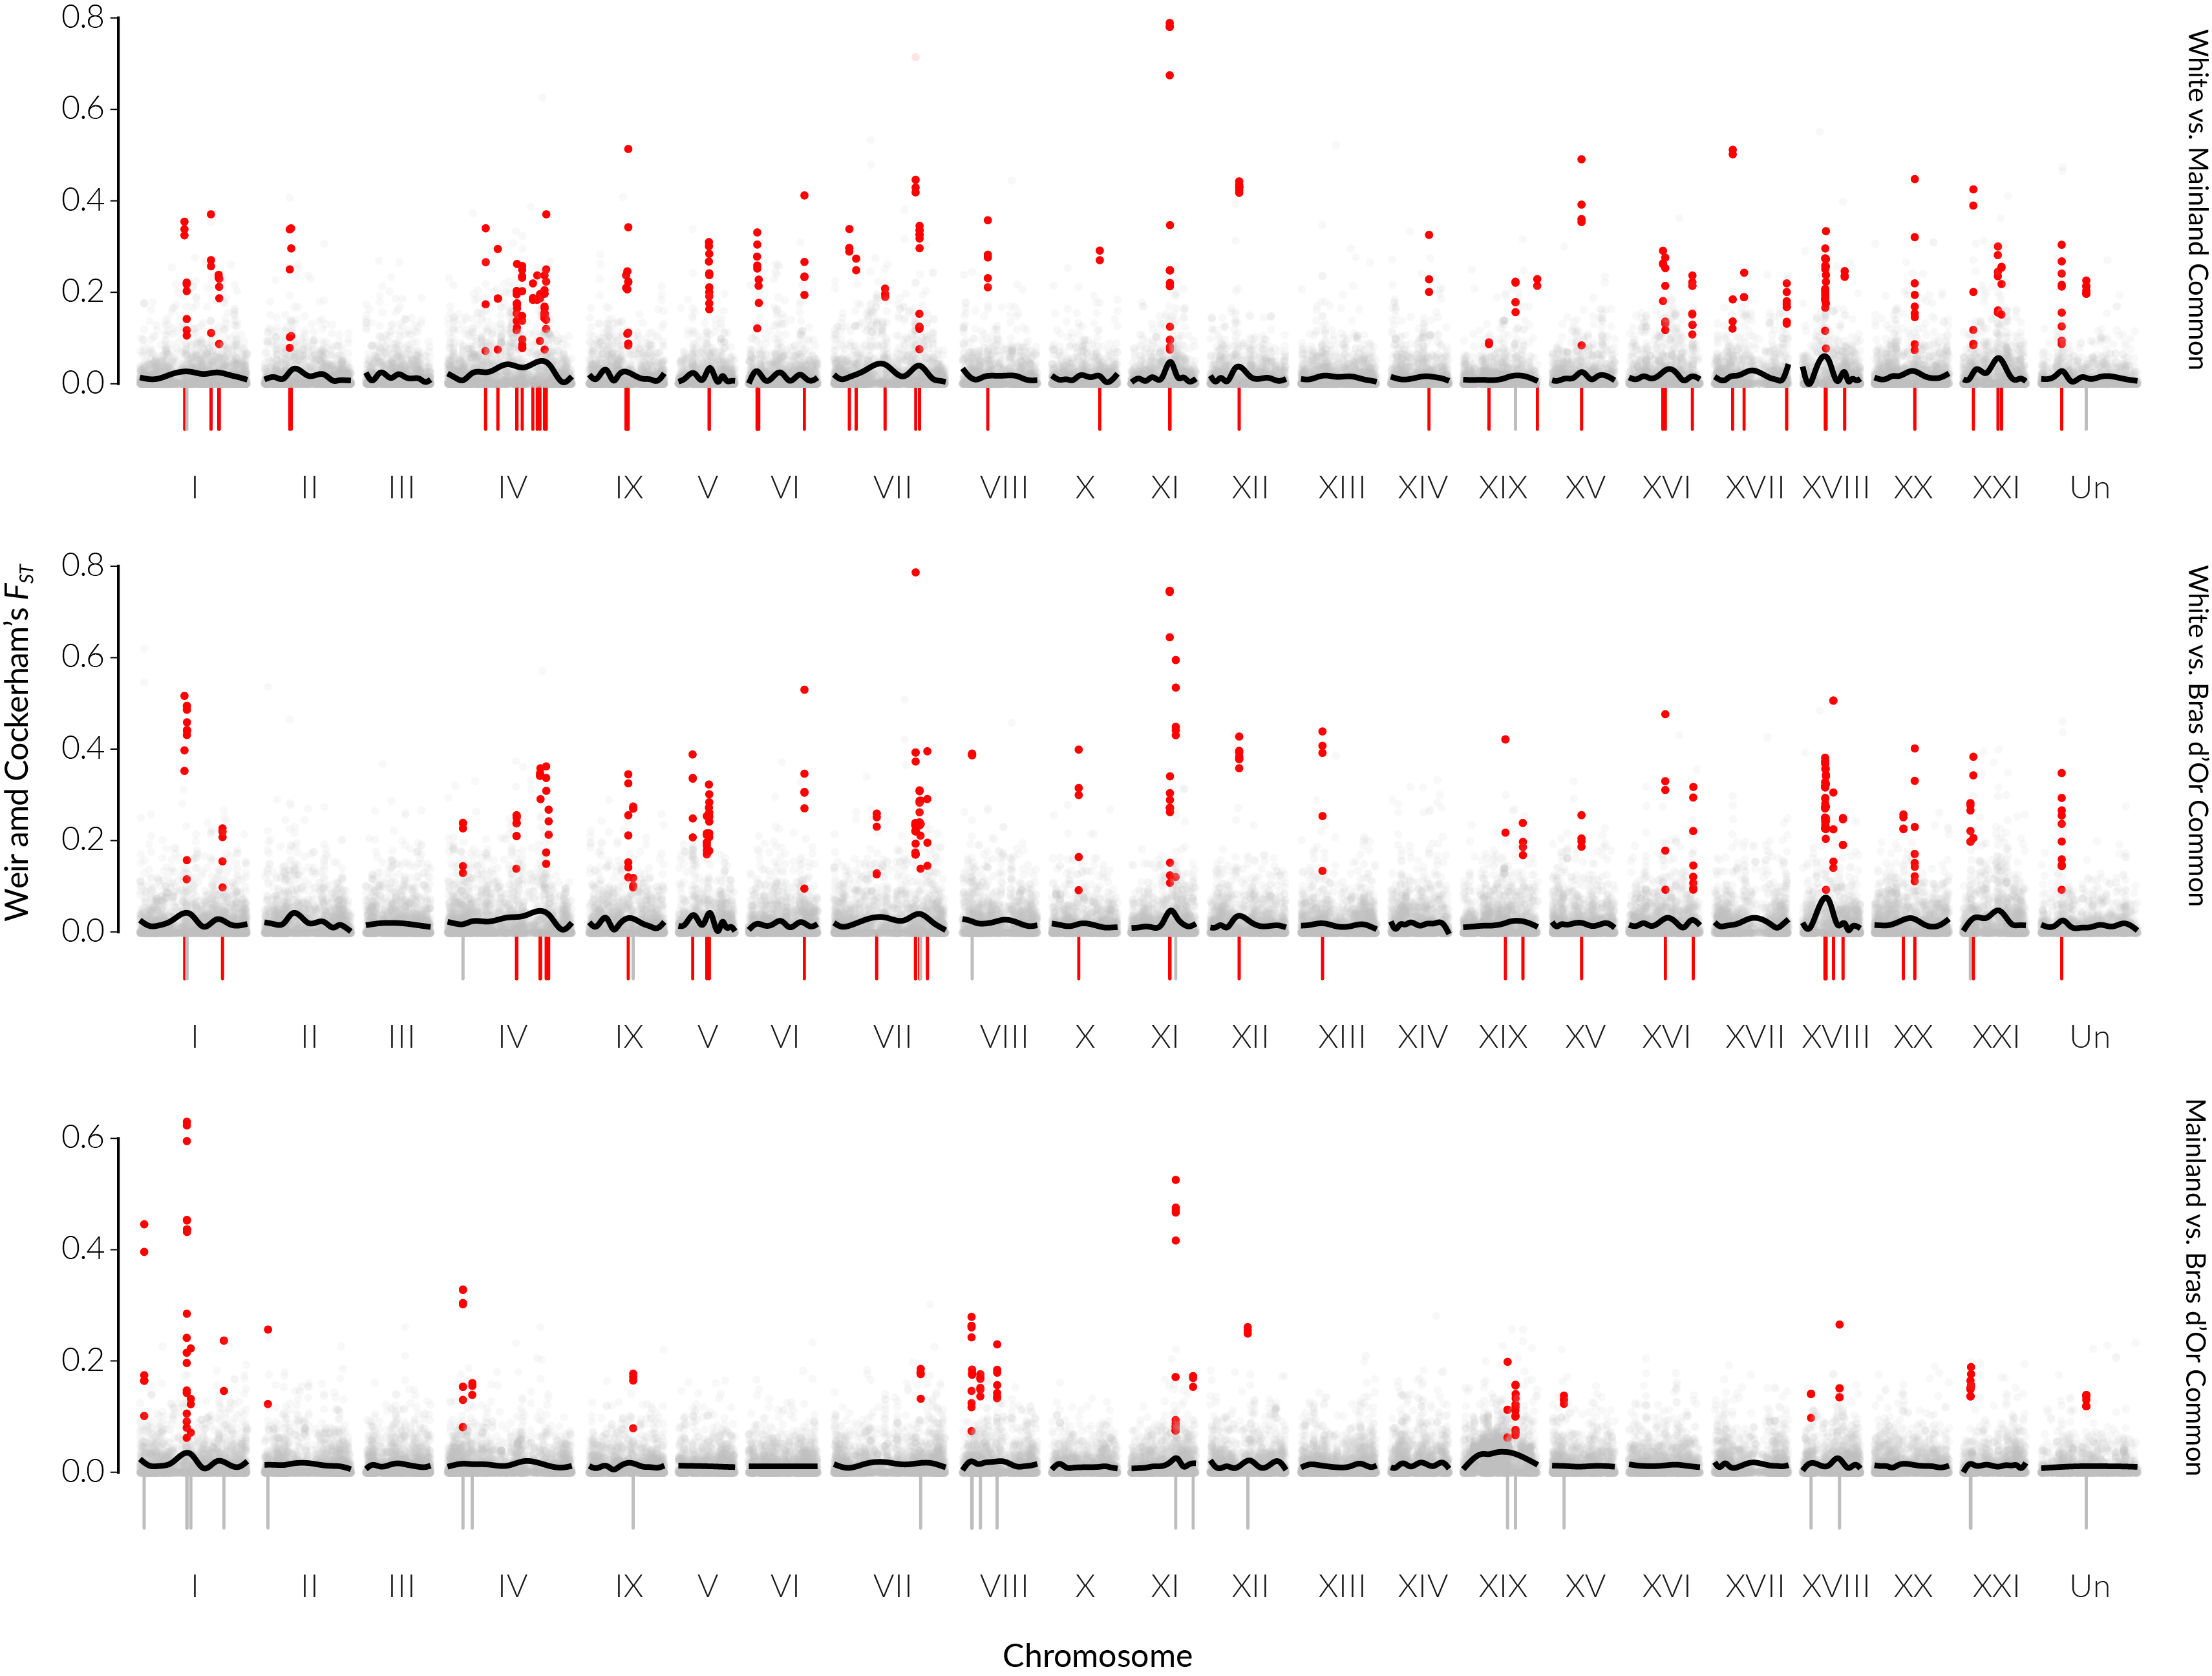 0.8
0.6
0.4
0.2
0.0
White vs. Mainland Common
I II III IV IX V VI VII VIII X XI XII XIII XIV XIX XV XVI XVII XVIII XX XXI Un
Weir amd Cockerham’s FST
0.8
0.6
0.4
0.2
0.0
White vs. Bras d’Or Common
I II III IV IX V VI VII VIII X XI XII XIII XIV XIX XV XVI XVII XVIII XX XXI Un
0.6
0.4
0.2
0.0
Mainland vs. Bras d’Or Common
I II III IV IX V VI VII VIII X XI XII XIII XIV XIX XV XVI XVII XVIII XX XXI Un
Chromosome